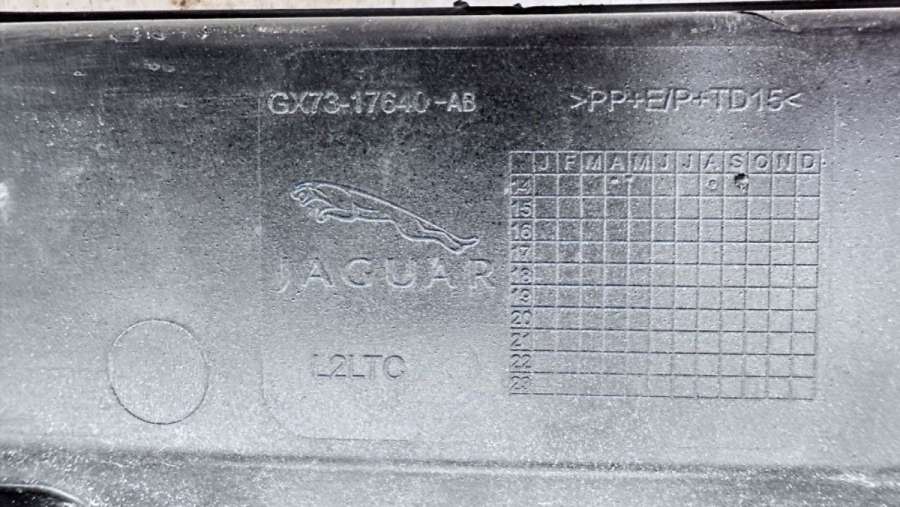 GX73-17640-AB
>PP+E/P+TD15<
J F M A M J J A S O N D
14
15
16
17
18
19
20
21
22
23
JAGUAR
L2LTC